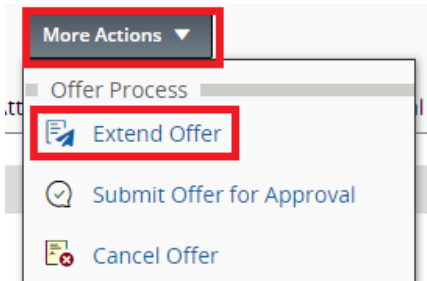 More Actions ▼
Offer Process
Extend Offer
Submit Offer for Approval
Cancel Offer